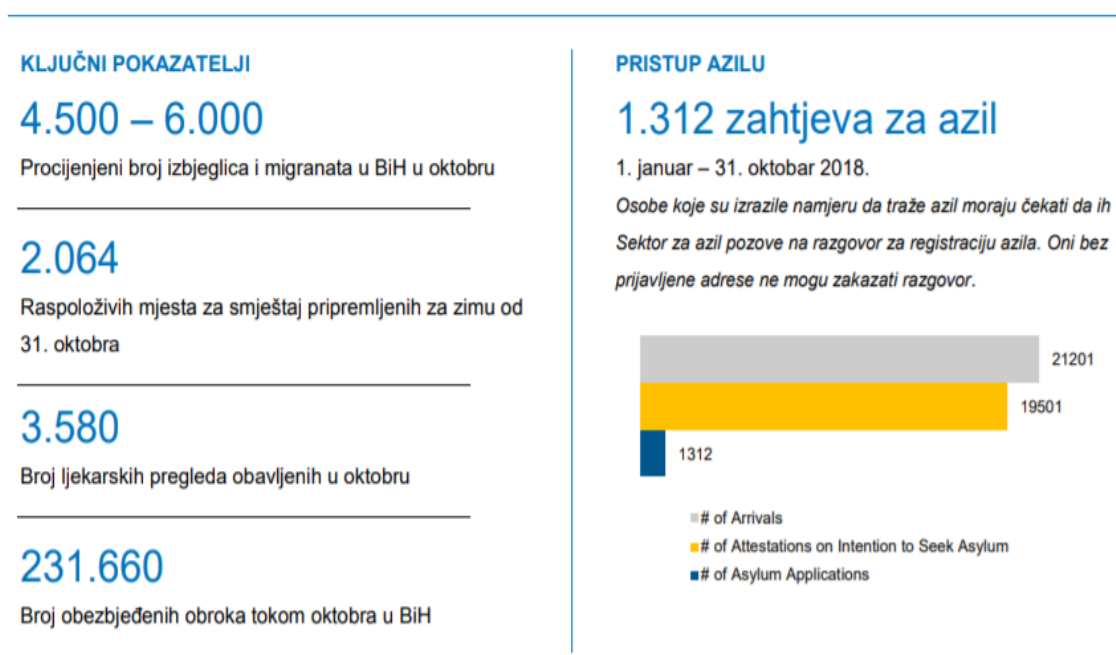 KLJUČNI POKAZATELJI
4.500 – 6.000
Procijenjeni broj izbjeglica i migranata u BiH u oktobru
2.064
Raspoloživih mjesta za smještaj pripremljenih za zimu od
31. oktobra
3.580
Broj ljekarskih pregleda obavljenih u oktobru
231.660
Broj obezbjeđenih obroka tokom oktobra u BiH
PRISTUP AZILU
1.312 zahtjeva za azil
1. januar – 31. oktobar 2018.
Osobe koje su izrazile namjeru da traže azil moraju čekati da ih
Sektor za azil pozove na razgovor za registraciju azila. Oni bez
prijavljene adrese ne mogu zakazati razgovor.
21201
19501
1312
# of Arrivals
# of Attestations on Intention to Seek Asylum
# of Asylum Applications